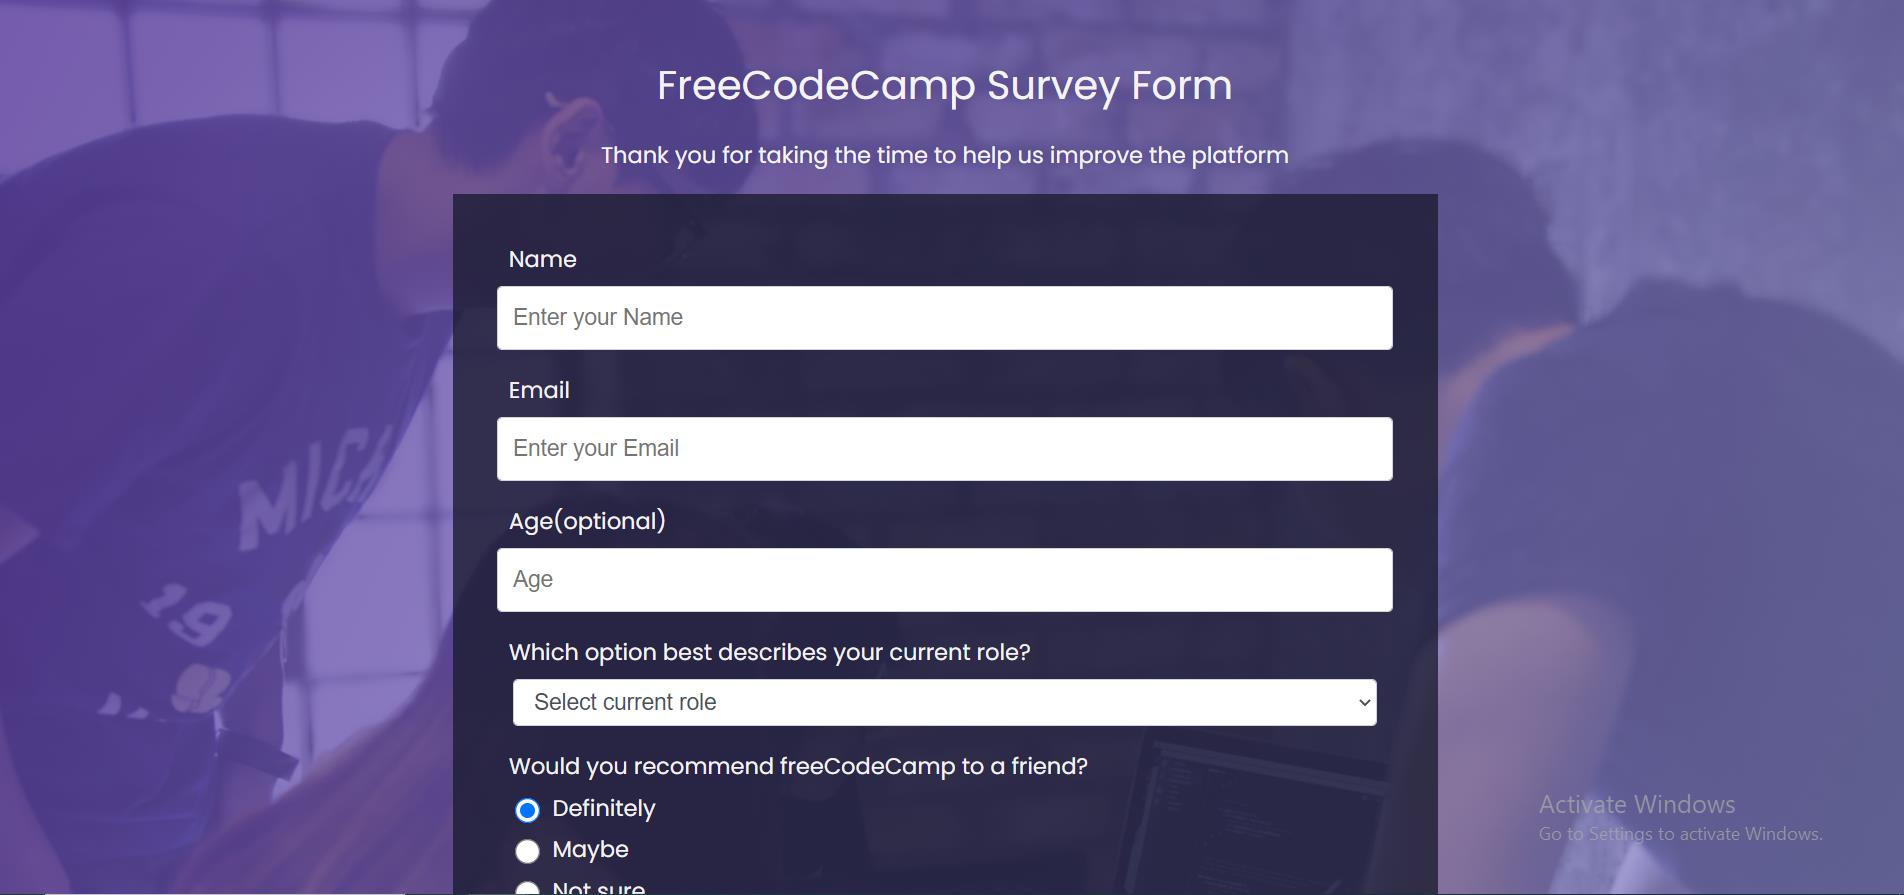 FreeCodeCamp Survey Form
Thank you for taking the time to help us improve the platform
Name
Enter your Name
Email
Enter your Email
Age(optional)
Age
Which option best describes your current role?
Select current role
Would you recommend freeCodeCamp to a friend?
Definitely
Maybe
Not sure
MICH
19
Activate Windows
Go to Settings to activate Windows.